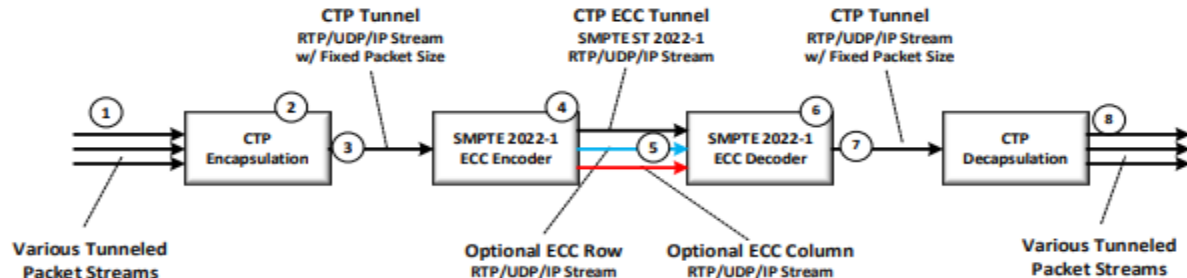 CTP Tunnel
RTP/UDP/IP Stream
w/ Fixed Packet Size
CTP ECC Tunnel
SMPTE ST 2022-1
RTP/UDP/IP Stream
CTP Tunnel
RTP/UDP/IP Stream
w/ Fixed Packet Size
1
2
CTP
Encapsulation
3
4
SMPTE 2022-1
ECC Encoder
5
6
SMPTE 2022-1
ECC Decoder
7
CTP
Decapsulation
8
Various Tunneled
Packet Streams
Optional ECC Row
RTP/UDP/IP Stream
Optional ECC Column
RTP/UDP/IP Stream
Various Tunneled
Packet Streams